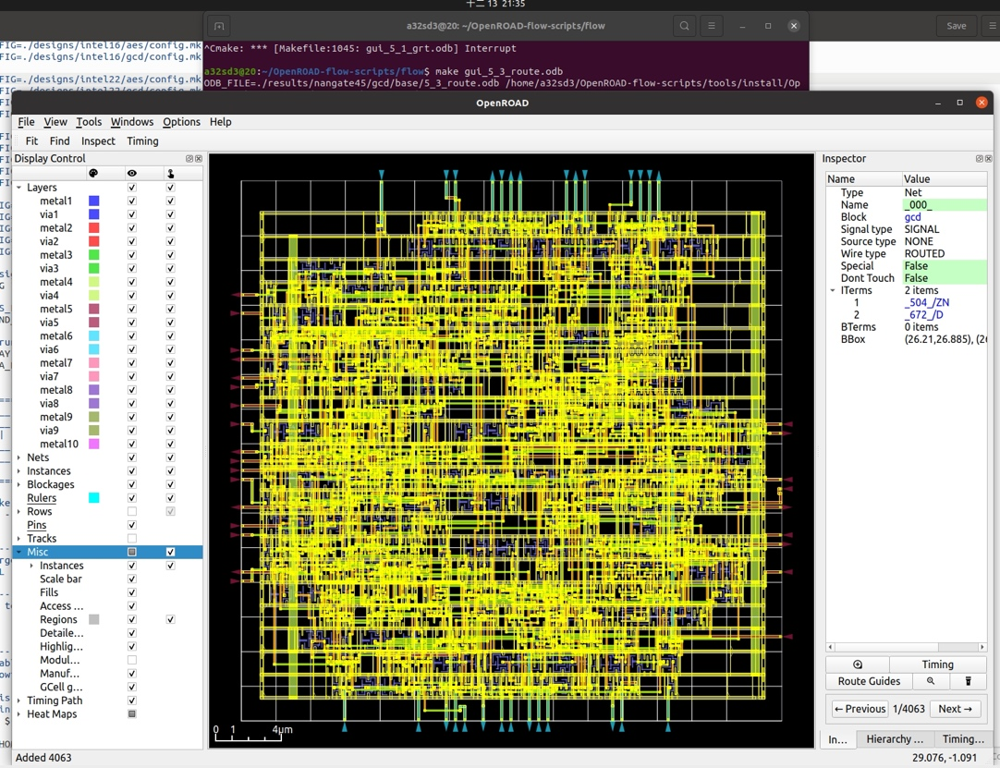 十二 13 21:35
a32sd3@20: ~/OpenROAD-flow-scripts/flow
Save
FIG=./designs/intel16/aes/config.mk
FIG=./designs/intel16/gcd/config.mk
FIG=./designs/intel22/aes/config.mk
^Cmake: *** [Makefile:1045: gui_5_1_grt.odb] Interrupt
a32sd3@20:~/OpenROAD-flow-scripts/flow$ make gui_5_3_route.odb
ODB_FILE=./results/nangate45/gcd/base/5_3_route.odb /home/a32sd3/OpenROAD-flow-scripts/tools/install/Op
OpenROAD
File View Tools Windows Options Help
Fit Find Inspect Timing
Display Control
Layers
metal1
via1
metal2
via2
metal3
via3
metal4
via4
metal5
via5
metal6
via6
metal7
via7
metal8
via8
metal9
via9
metal10
Nets
Instances
Blockages
Rulers
Rows
Pins
Tracks
Misc
Instances
Scale bar
Fills
Access ...
Regions
Detaile...
Highlig...
Modul...
Manuf...
GCell g...
Timing Path
Heat Maps
0 1 4μm
Inspector
Name Value
Type Net
Name _000_
Block gcd
Signal type SIGNAL
Source type NONE
Wire type ROUTED
Special False
Dont Touch False
ITerms 2 items
1 _504_/ZN
2 _672_/D
BTerms 0 items
BBox (26.21,26.885), (26
Timing
Route Guides
← Previous 1/4063 Next →
In... Hierarchy ... Timing...
Added 4063
29.076, -1.091